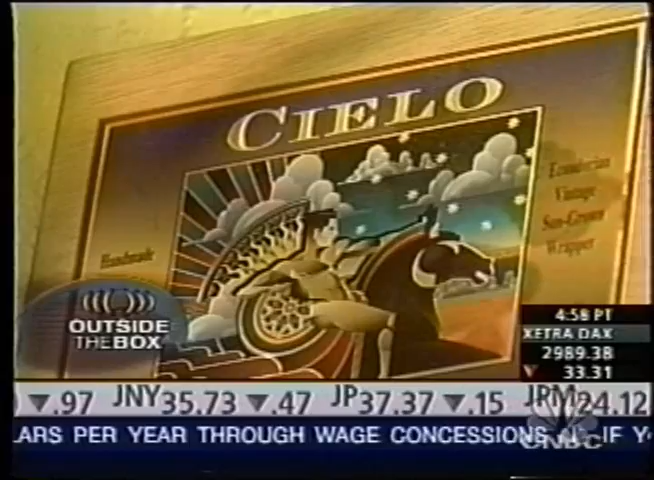 CIELO
Ecuadorian
Vintage
Sun-Grown
Wrapper
Handmade
OUTSIDE
THE BOX
4:58 PT
XETRA DAX
2989.38
▼ 33.31
▼.97 JNY35.73 ▼.47 JP37.37 ▼.15 JPM24.12
LARS PER YEAR THROUGH WAGE CONCESSIONS IF Y
CNBC